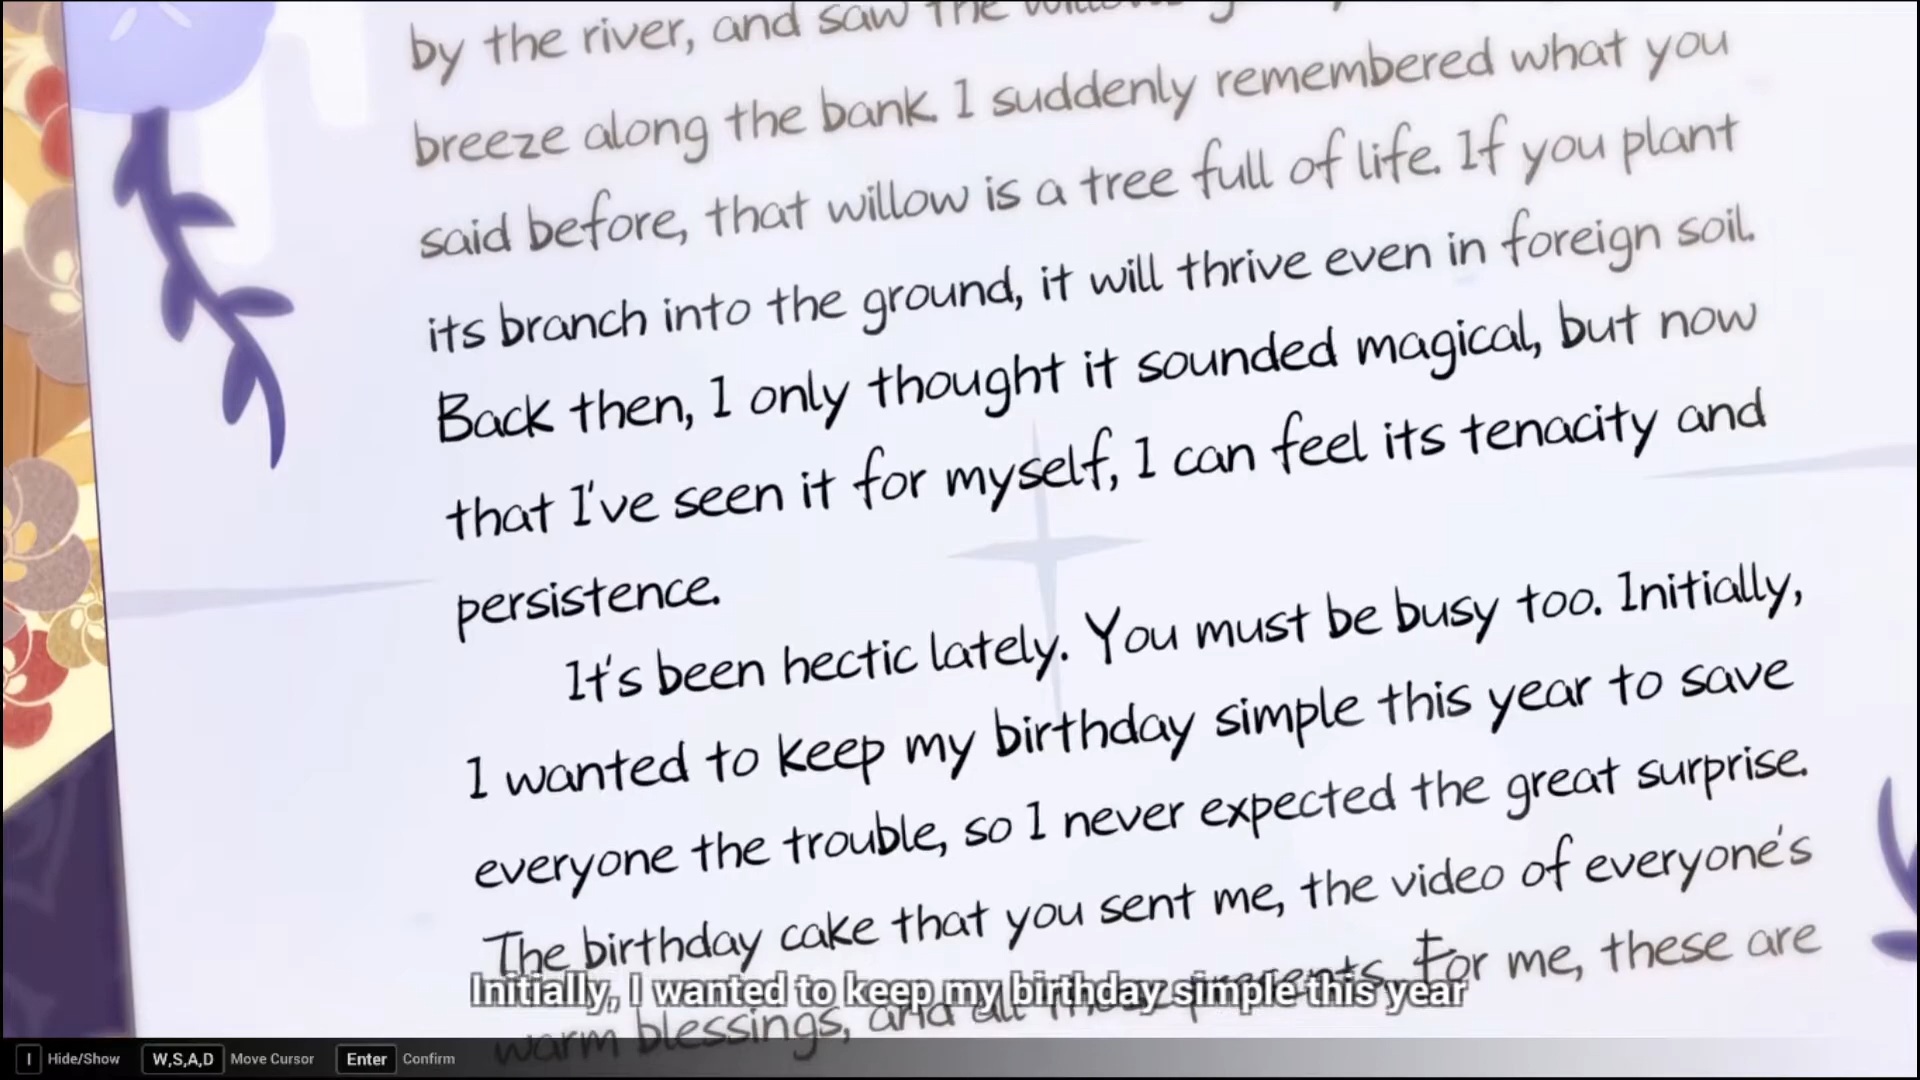 by the river, and saw the willows
breeze along the bank. I suddenly remembered what you
said before, that willow is a tree full of life. If you plant
its branch into the ground, it will thrive even in foreign soil.
Back then, I only thought it sounded magical, but now
that I've seen it for myself, I can feel its tenacity and
persistence.
It's been hectic lately. You must be busy too. Initially,
I wanted to keep my birthday simple this year to save
everyone the trouble, so I never expected the great surprise.
The birthday cake that you sent me, the video of everyone's
warm blessings, and all those presents. For me, these are
Initially, I wanted to keep my birthday simple this year
I Hide/Show W,S,A,D Move Cursor Enter Confirm